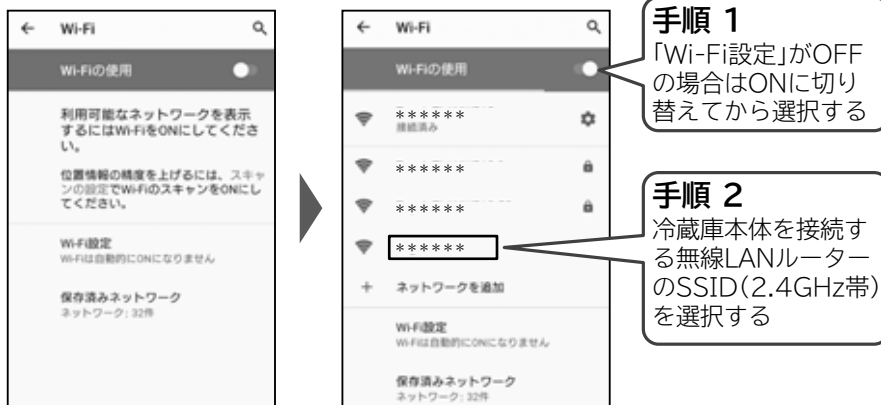 Wi-Fi
Wi-Fiの使用
利用可能なネットワークを表示
するにはWi-FiをONにしてくださ
い。
位置情報の精度を上げるには、スキャ
ンの設定でWi-FiのスキャンをONにし
てください。
Wi-Fi設定
Wi-Fiは自動的にONになりません
保存済みネットワーク
ネットワーク: 32件
Wi-Fi
Wi-Fiの使用
******
接続済み
******
******
******
+ ネットワークを追加
Wi-Fi設定
Wi-Fiは自動的にONになりません
保存済みネットワーク
ネットワーク: 32件
手順 1
「Wi-Fi設定」がOFF
の場合はONに切り
替えてから選択する
手順 2
冷蔵庫本体を接続す
る無線LANルーター
のSSID(2.4GHz帯)
を選択する